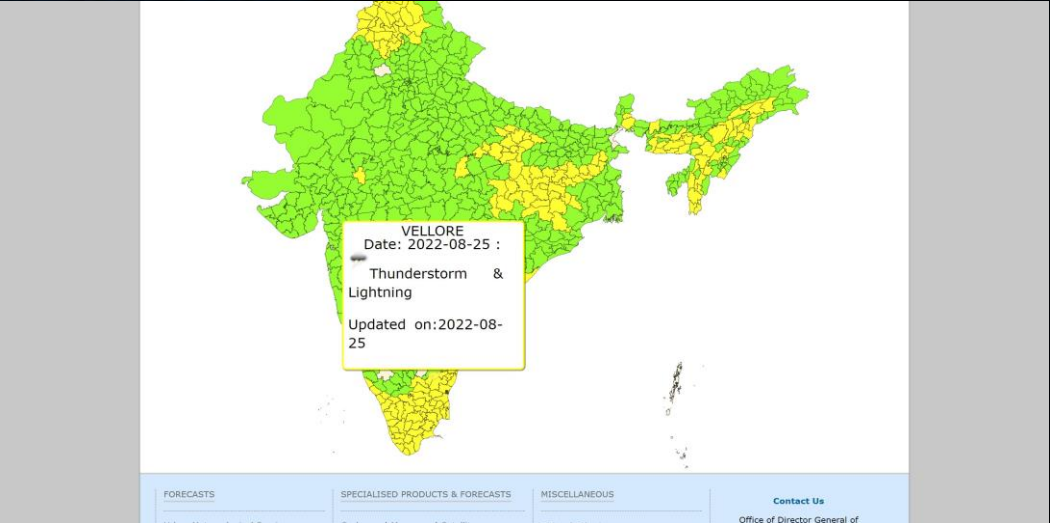 VELLORE
Date: 2022-08-25 :
Thunderstorm &
Lightning
Updated on:2022-08-
25
FORECASTS
SPECIALISED PRODUCTS & FORECASTS
MISCELLANEOUS
Contact Us
Office of Director General of